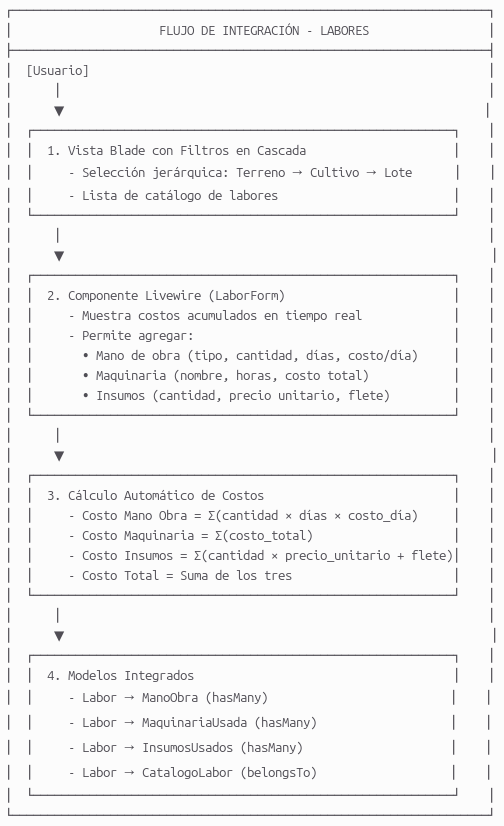 FLUJO DE INTEGRACIÓN - LABORES
[Usuario]
1. Vista Blade con Filtros en Cascada
- Selección jerárquica: Terreno → Cultivo → Lote
- Lista de catálogo de labores
2. Componente Livewire (LaborForm)
- Muestra costos acumulados en tiempo real
- Permite agregar:
• Mano de obra (tipo, cantidad, días, costo/día)
• Maquinaria (nombre, horas, costo total)
• Insumos (cantidad, precio unitario, flete)
3. Cálculo Automático de Costos
- Costo Mano Obra = Σ(cantidad × días × costo_dia)
- Costo Maquinaria = Σ(costo_total)
- Costo Insumos = Σ(cantidad × precio_unitario + flete)
- Costo Total = Suma de los tres
4. Modelos Integrados
- Labor → ManoObra (hasMany)
- Labor → MaquinariaUsada (hasMany)
- Labor → InsumosUsados (hasMany)
- Labor → CatalogoLabor (belongsTo)